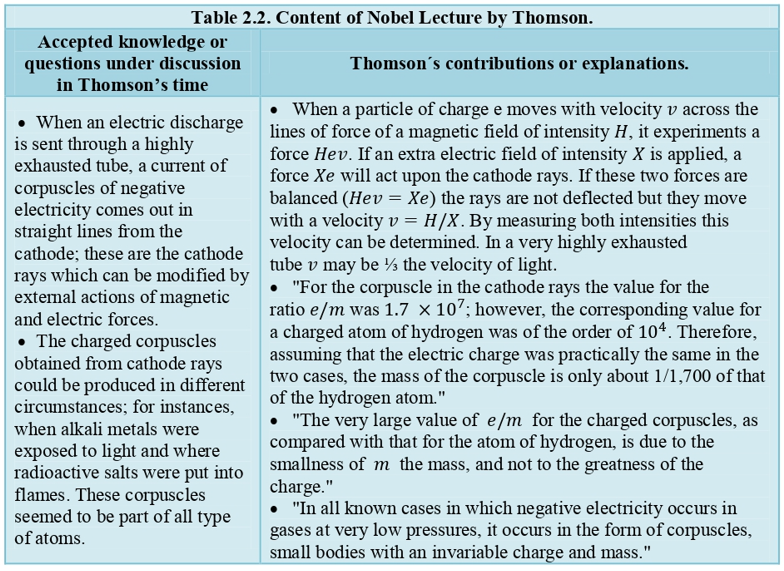 Table 2.2. Content of Nobel Lecture by Thomson.
Accepted knowledge or
questions under discussion
in Thomson's time
Thomson´s contributions or explanations.
• When an electric discharge
is sent through a highly
exhausted tube, a current of
corpuscles of negative
electricity comes out in
straight lines from the
cathode; these are the cathode
rays which can be modified by
external actions of magnetic
and electric forces.
• The charged corpuscles
obtained from cathode rays
could be produced in different
circumstances; for instances,
when alkali metals were
exposed to light and where
radioactive salts were put into
flames. These corpuscles
seemed to be part of all type
of atoms.
• When a particle of charge e moves with velocity v across the
lines of force of a magnetic field of intensity H, it experiments a
force Hev. If an extra electric field of intensity X is applied, a
force Xe will act upon the cathode rays. If these two forces are
balanced (Hev = Xe) the rays are not deflected but they move
with a velocity v = H/X. By measuring both intensities this
velocity can be determined. In a very highly exhausted
tube v may be ⅓ the velocity of light.
• "For the corpuscle in the cathode rays the value for the
ratio e/m was 1.7 × 10⁷; however, the corresponding value for
a charged atom of hydrogen was of the order of 10⁴. Therefore,
assuming that the electric charge was practically the same in the
two cases, the mass of the corpuscle is only about 1/1,700 of that
of the hydrogen atom."
• "The very large value of e/m for the charged corpuscles, as
compared with that for the atom of hydrogen, is due to the
smallness of m the mass, and not to the greatness of the
charge."
• "In all known cases in which negative electricity occurs in
gases at very low pressures, it occurs in the form of corpuscles,
small bodies with an invariable charge and mass."